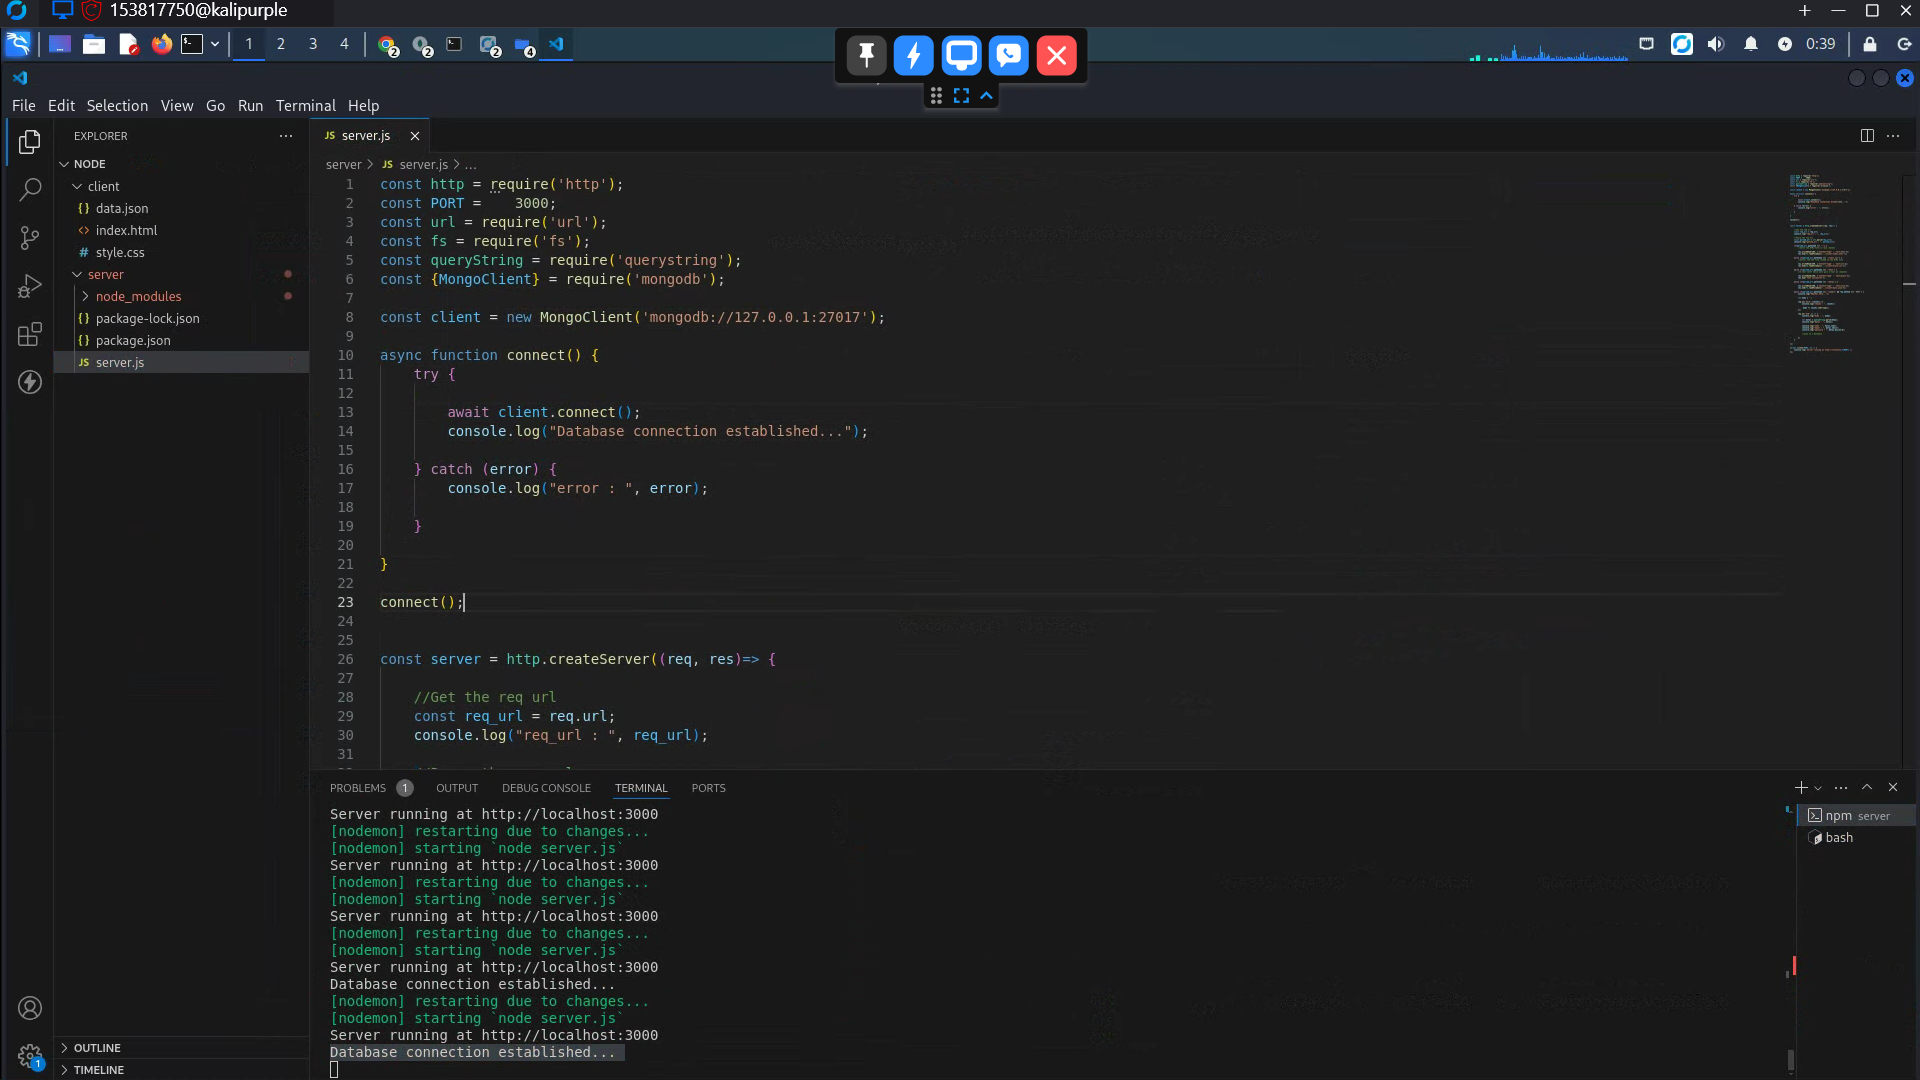 153817750@kalipurple
1 2 3 4
2 2 2 4
0:39
File Edit Selection View Go Run Terminal Help
EXPLORER
NODE
client
{} data.json
<> index.html
# style.css
server
node_modules
{} package-lock.json
{} package.json
JS server.js
OUTLINE
TIMELINE
1
JS server.js
server > JS server.js > ...
1 const http = require('http');
2 const PORT =    3000;
3 const url = require('url');
4 const fs = require('fs');
5 const queryString = require('querystring');
6 const {MongoClient} = require('mongodb');
7
8 const client = new MongoClient('mongodb://127.0.0.1:27017');
9
10 async function connect() {
11     try {
12
13         await client.connect();
14         console.log("Database connection established...");
15
16     } catch (error) {
17         console.log("error : ", error);
18
19     }
20
21 }
22
23 connect();
24
25
26 const server = http.createServer((req, res)=> {
27
28     //Get the req url
29     const req_url = req.url;
30     console.log("req_url : ", req_url);
31
PROBLEMS 1 OUTPUT DEBUG CONSOLE TERMINAL PORTS
Server running at http://localhost:3000
[nodemon] restarting due to changes...
[nodemon] starting `node server.js`
Server running at http://localhost:3000
[nodemon] restarting due to changes...
[nodemon] starting `node server.js`
Server running at http://localhost:3000
[nodemon] restarting due to changes...
[nodemon] starting `node server.js`
Server running at http://localhost:3000
Database connection established...
[nodemon] restarting due to changes...
[nodemon] starting `node server.js`
Server running at http://localhost:3000
Database connection established...
npm server
bash